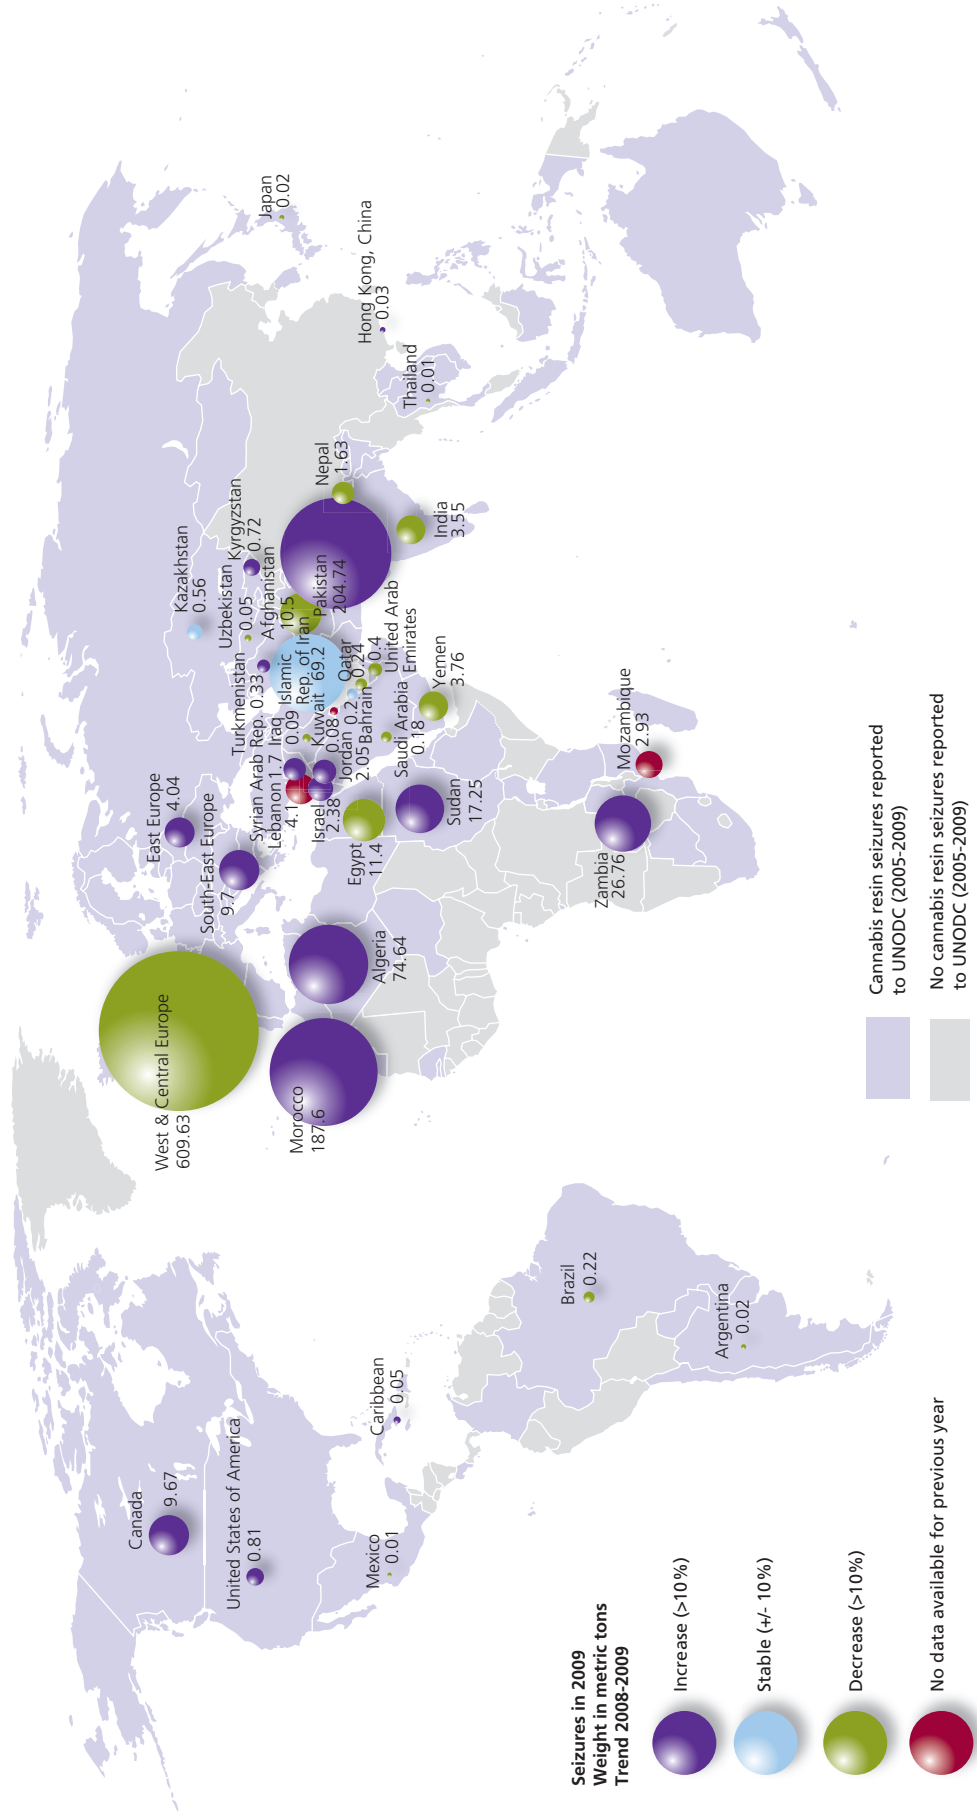 Canada
9.67
United States of America
0.81
Mexico
0.01
Caribbean
0.05
Brazil
0.22
Argentina
0.02
West & Central Europe
609.63
Morocco
187.6
Algeria
74.64
East Europe
4.04
South-East Europe
9.7
Syrian Arab Rep.
1.7
Lebanon
4.1
Israel
2.38
Jordan
2.05
Egypt
11.4
Sudan
17.25
Zambia
26.76
Mozambique
2.93
Iraq
0.09
Kuwait
0.08
Bahrain
0.2
Qatar
0.24
Saudi Arabia
0.18
United Arab
Emirates
0.4
Yemen
3.76
Turkmenistan
0.33
Islamic
Rep. of Iran
69.2
Uzbekistan
0.05
Kazakhstan
0.56
Kyrgyzstan
0.72
Afghanistan
10.5
Pakistan
204.74
Nepal
1.63
India
3.55
Thailand
0.01
Hong Kong, China
0.03
Japan
0.02
Seizures in 2009
Weight in metric tons
Trend 2008-2009
Increase (>10%)
Stable (+/- 10%)
Decrease (>10%)
No data available for previous year
Cannabis resin seizures reported
to UNODC (2005-2009)
No cannabis resin seizures reported
to UNODC (2005-2009)